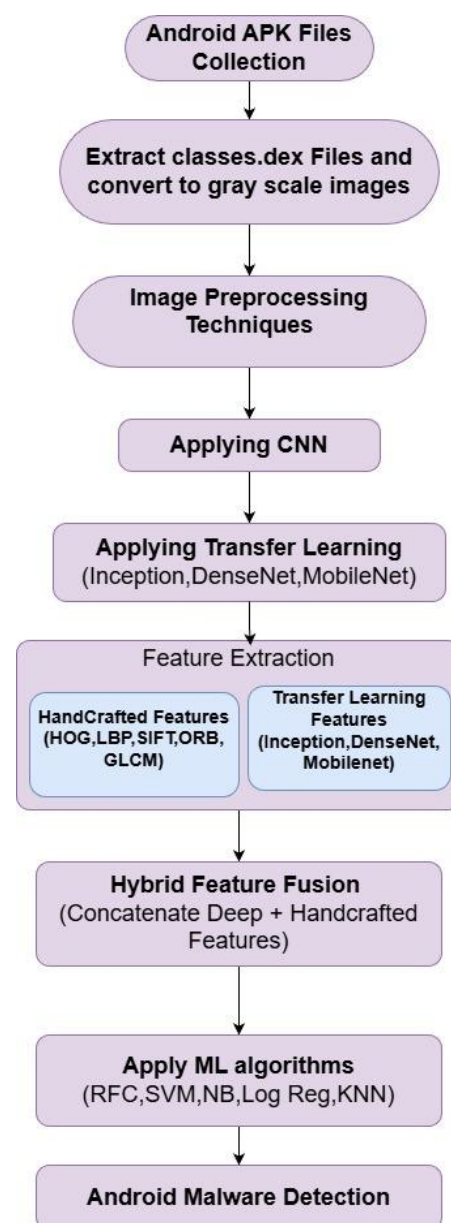 Android APK Files
Collection
Extract classes.dex Files and
convert to gray scale images
Image Preprocessing
Techniques
Applying CNN
Applying Transfer Learning
(Inception,DenseNet,MobileNet)
Feature Extraction
HandCrafted Features
(HOG,LBP,SIFT,ORB,
GLCM)
Transfer Learning
Features
(Inception,DenseNet,
Mobilenet)
Hybrid Feature Fusion
(Concatenate Deep + Handcrafted
Features)
Apply ML algorithms
(RFC,SVM,NB,Log Reg,KNN)
Android Malware Detection